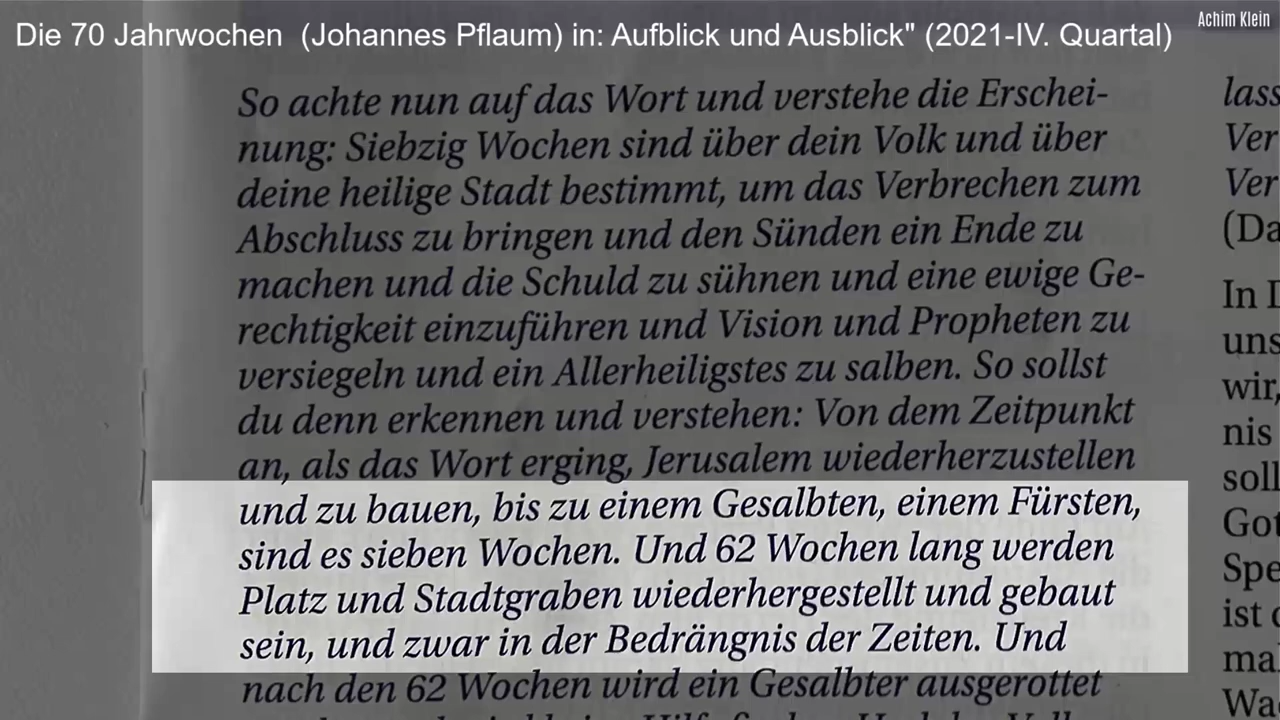 Achim Klein
Die 70 Jahrwochen (Johannes Pflaum) in: Aufblick und Ausblick" (2021-IV. Quartal)
So achte nun auf das Wort und verstehe die Erschei-
nung: Siebzig Wochen sind über dein Volk und über
deine heilige Stadt bestimmt, um das Verbrechen zum
Abschluss zu bringen und den Sünden ein Ende zu
machen und die Schuld zu sühnen und eine ewige Ge-
rechtigkeit einzuführen und Vision und Propheten zu
versiegeln und ein Allerheiligstes zu salben. So sollst
du denn erkennen und verstehen: Von dem Zeitpunkt
an, als das Wort erging, Jerusalem wiederherzustellen
und zu bauen, bis zu einem Gesalbten, einem Fürsten,
sind es sieben Wochen. Und 62 Wochen lang werden
Platz und Stadtgraben wiederhergestellt und gebaut
sein, und zwar in der Bedrängnis der Zeiten. Und
nach den 62 Wochen wird ein Gesalbter ausgerottet
lass
Ver
Ver
(Da
In
uns
wir,
nis
soll
Got
Spe
ist
ma
Wa